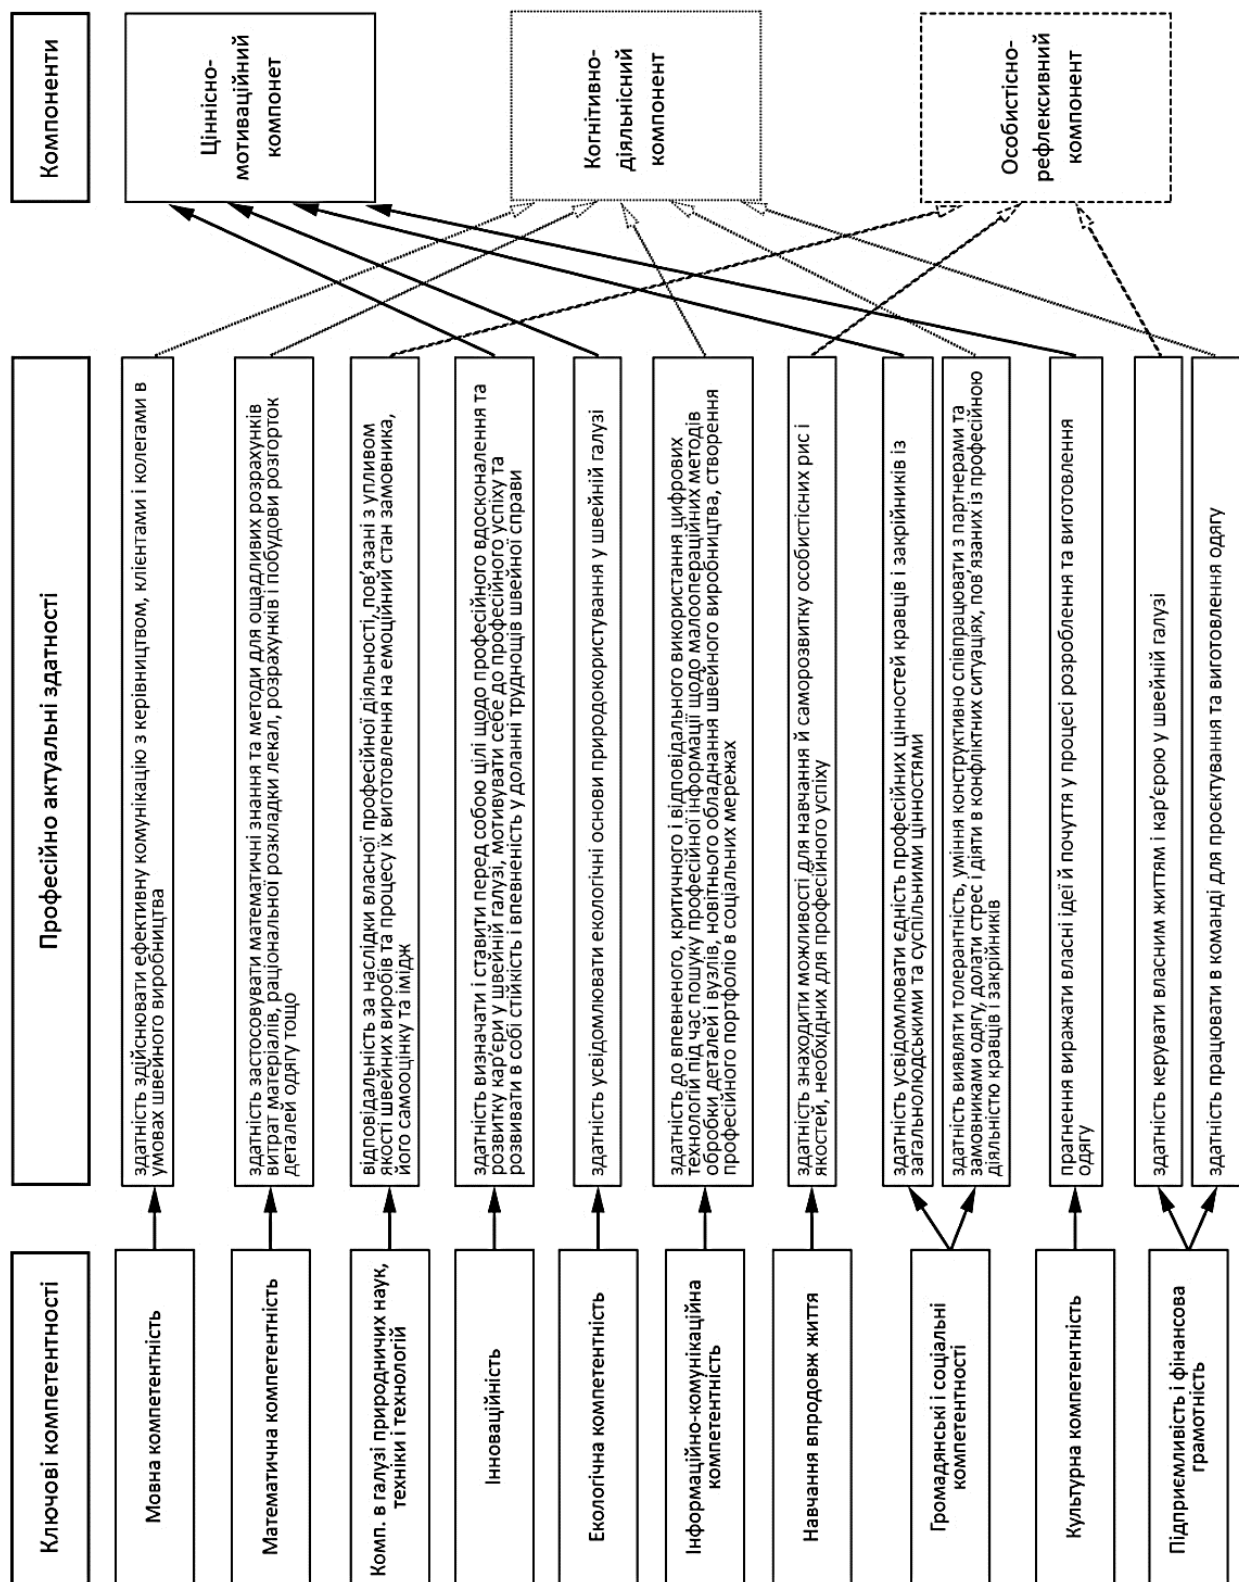 Ключові компетентності
Професійно актуальні здатності
Компоненти
Мовна компетентність
здатність здійснювати ефективну комунікацію з керівництвом, клієнтами і колегами в
умовах швейного виробництва
Математична компетентність
здатність застосовувати математичні знання та методи для ощадливих розрахунків
витрат матеріалів, раціональної розкладки лекал, розрахунків і побудови розгорток
деталей одягу тощо
Комп. в галузі природничих наук,
техніки і технологій
відповідальність за наслідки власної професійної діяльності, пов’язані з упливом
якості швейних виробів та процесу їх виготовлення на емоційний стан замовника,
його самооцінку та імідж
Інноваційність
здатність визначати і ставити перед собою цілі щодо професійного вдосконалення та
розвитку кар’єри у швейній галузі, мотивувати себе до професійного успіху та
розвивати в собі стійкість і впевненість у доланні труднощів швейної справи
Екологічна компетентність
здатність усвідомлювати екологічні основи природокористування у швейній галузі
Інформаційно-комунікаційна
компетентність
здатність до впевненого, критичного і відповідального використання цифрових
технологій під час пошуку професійної інформації щодо малоопераційних методів
обробки деталей і вузлів, новітнього обладнання швейного виробництва, створення
професійного портфоліо в соціальних мережах
Навчання впродовж життя
здатність знаходити можливості для навчання й саморозвитку особистісних рис і
якостей, необхідних для професійного успіху
Громадянські і соціальні
компетентності
здатність усвідомлювати єдність професійних цінностей кравців і закрійників із
загальнолюдськими та суспільними цінностями
здатність виявляти толерантність, уміння конструктивно співпрацювати з партнерами та
замовниками одягу, долати стрес і діяти в конфліктних ситуаціях, пов’язаних із професійною
діяльністю кравців і закрійників
Культурна компетентність
прагнення виражати власні ідеї й почуття у процесі розроблення та виготовлення
одягу
Підприємливість і фінансова
грамотність
здатність керувати власним життям і кар’єрою у швейній галузі
здатність працювати в команді для проєктування та виготовлення одягу
Ціннісно-
мотиваційний
компонет
Когнітивно-
діяльнісний
компонент
Особистісно-
рефлексивний
компонент